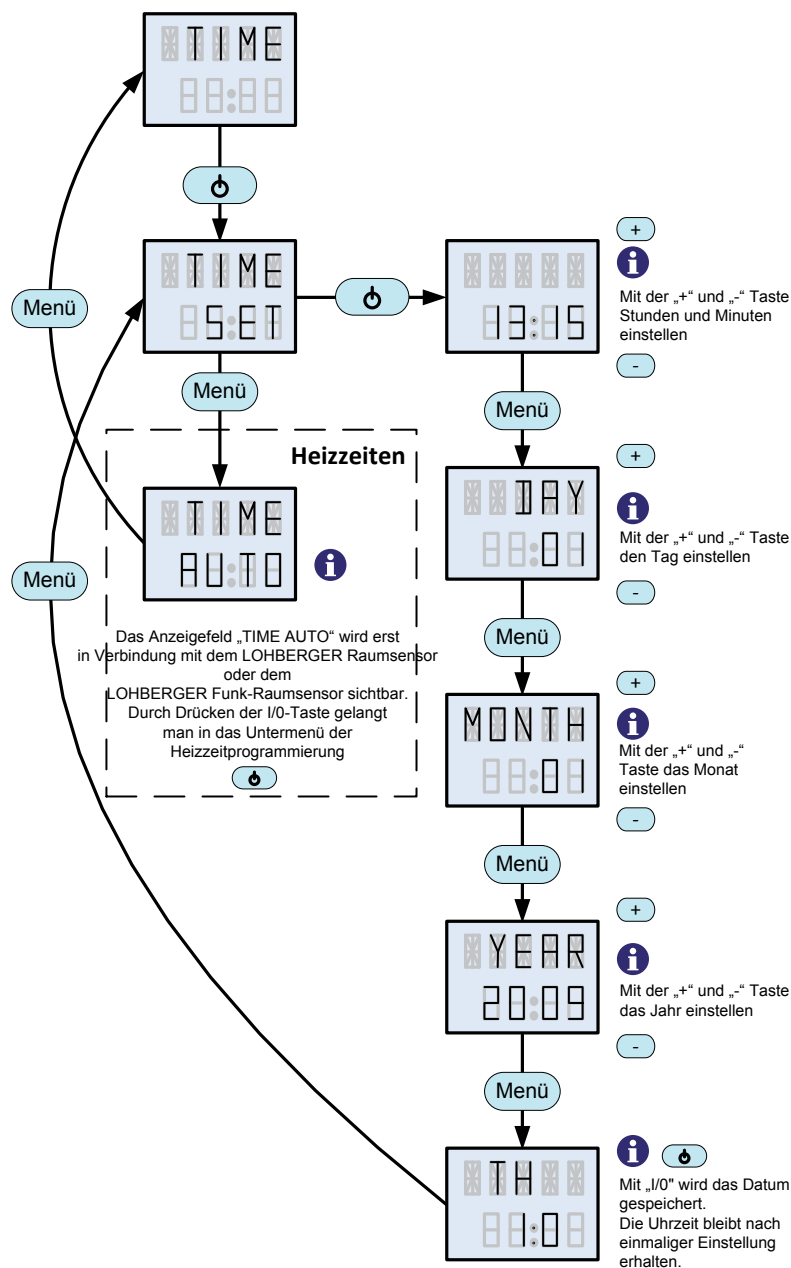 TIME
TIME
SET
13:15
+
Mit der „+“ und „-“ Taste
Stunden und Minuten
einstellen
-
Menü
Menü
Menü
Heizzeiten
TIME
AUTO
Das Anzeigefeld „TIME AUTO“ wird erst
in Verbindung mit dem LOHBERGER Raumsensor
oder dem
LOHBERGER Funk-Raumsensor sichtbar.
Durch Drücken der I/0-Taste gelangt
man in das Untermenü der
Heizzeitprogrammierung
Menü
DAY
01
+
Mit der „+“ und „-“ Taste
den Tag einstellen
-
Menü
MONTH
01
+
Mit der „+“ und „-“
Taste das Monat
einstellen
-
Menü
YEAR
20:09
+
Mit der „+“ und „-“ Taste
das Jahr einstellen
-
Menü
TH
1:0
Mit „I/0" wird das Datum
gespeichert.
Die Uhrzeit bleibt nach
einmaliger Einstellung
erhalten.